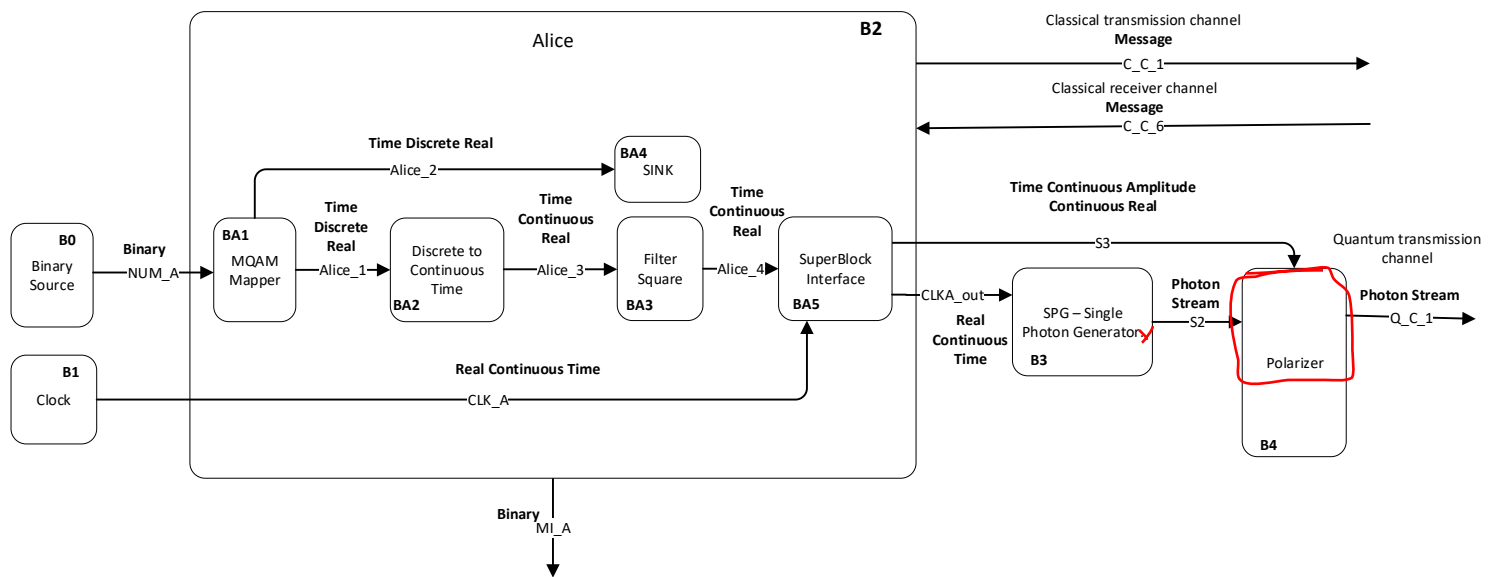 Alice
B2
Classical transmission channel
Message
C_C_1
Classical receiver channel
Message
C_C_6
Time Discrete Real
Alice_2
BA4
SINK
B0
Binary
Source
Binary
NUM_A
BA1
MQAM
Mapper
Time
Discrete
Real
Alice_1
Discrete to
Continuous
Time
BA2
Time
Continuous
Real
Alice_3
Filter
Square
BA3
Time
Continuous
Real
Alice_4
SuperBlock
Interface
BA5
Time Continuous Amplitude
Continuous Real
S3
CLKA_out
Real
Continuous
Time
SPG – Single
Photon Generator
B3
Photon
Stream
S2
Polarizer
B4
Quantum transmission
channel
Photon Stream
Q_C_1
B1
Clock
Real Continuous Time
CLK_A
Binary
MI_A